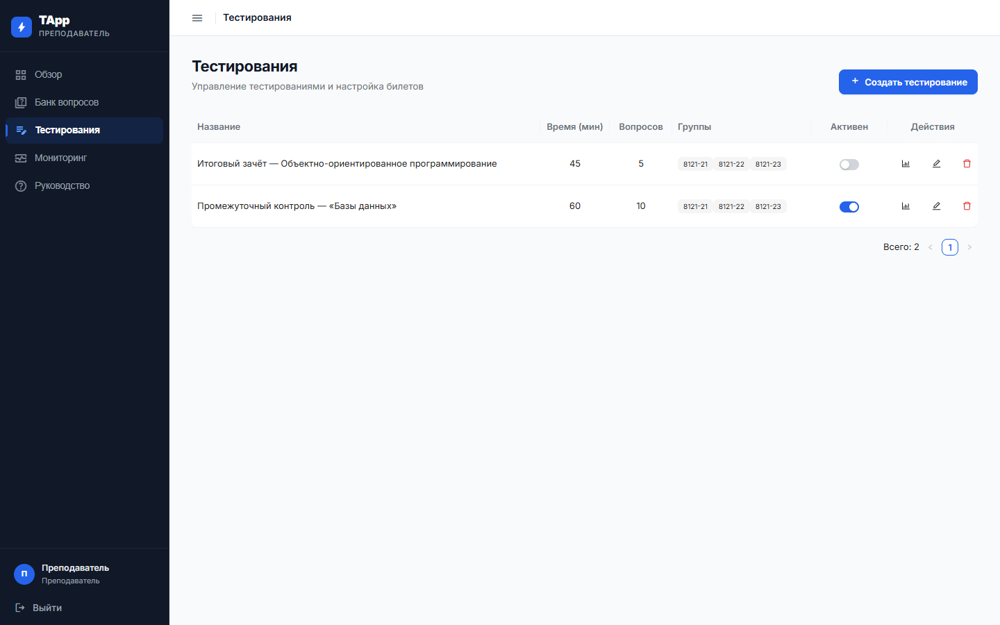 TApp
ПРЕПОДАВАТЕЛЬ
Обзор
Банк вопросов
Тестирования
Мониторинг
Руководство
Преподаватель
Преподаватель
П
Выйти
Тестирования
Тестирования
Управление тестированиями и настройка билетов
+ Создать тестирование
Название Время (мин) Вопросов Группы Активен Действия
Итоговый зачёт — Объектно-ориентированное программирование 45 5 8121-21 8121-22 8121-23
Промежуточный контроль — «Базы данных» 60 10 8121-21 8121-22 8121-23
Всего: 2 < 1 >